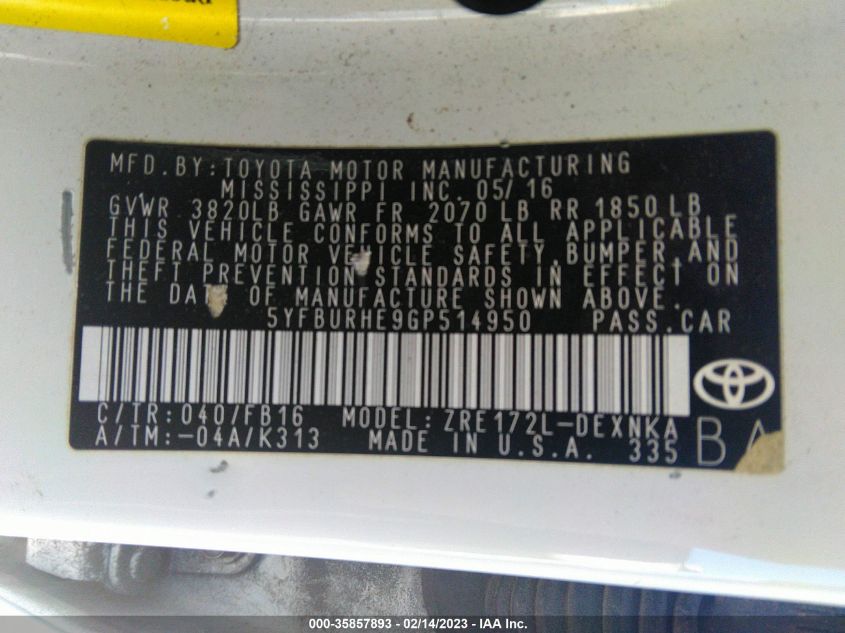 MFD. BY: TOYOTA MOTOR MANUFACTURING
MISSISSIPPI INC. 05/16
GVWR 3820LB GAWR FR 2070 LB RR 1850 LB
THIS VEHICLE CONFORMS TO ALL APPLICABLE
FEDERAL MOTOR VEHICLE SAFETY, BUMPER, AND
THEFT PREVENTION STANDARDS IN EFFECT ON
THE DATE OF MANUFACTURE SHOWN ABOVE.
5YFBURHE9GP514950 PASS. CAR
C/TR: 040/FB16 MODEL: ZRE172L-DEXNKA
A/TM: -04A/K313 MADE IN U.S.A. 335 BA
000-35857893 - 02/14/2023 - IAA Inc.